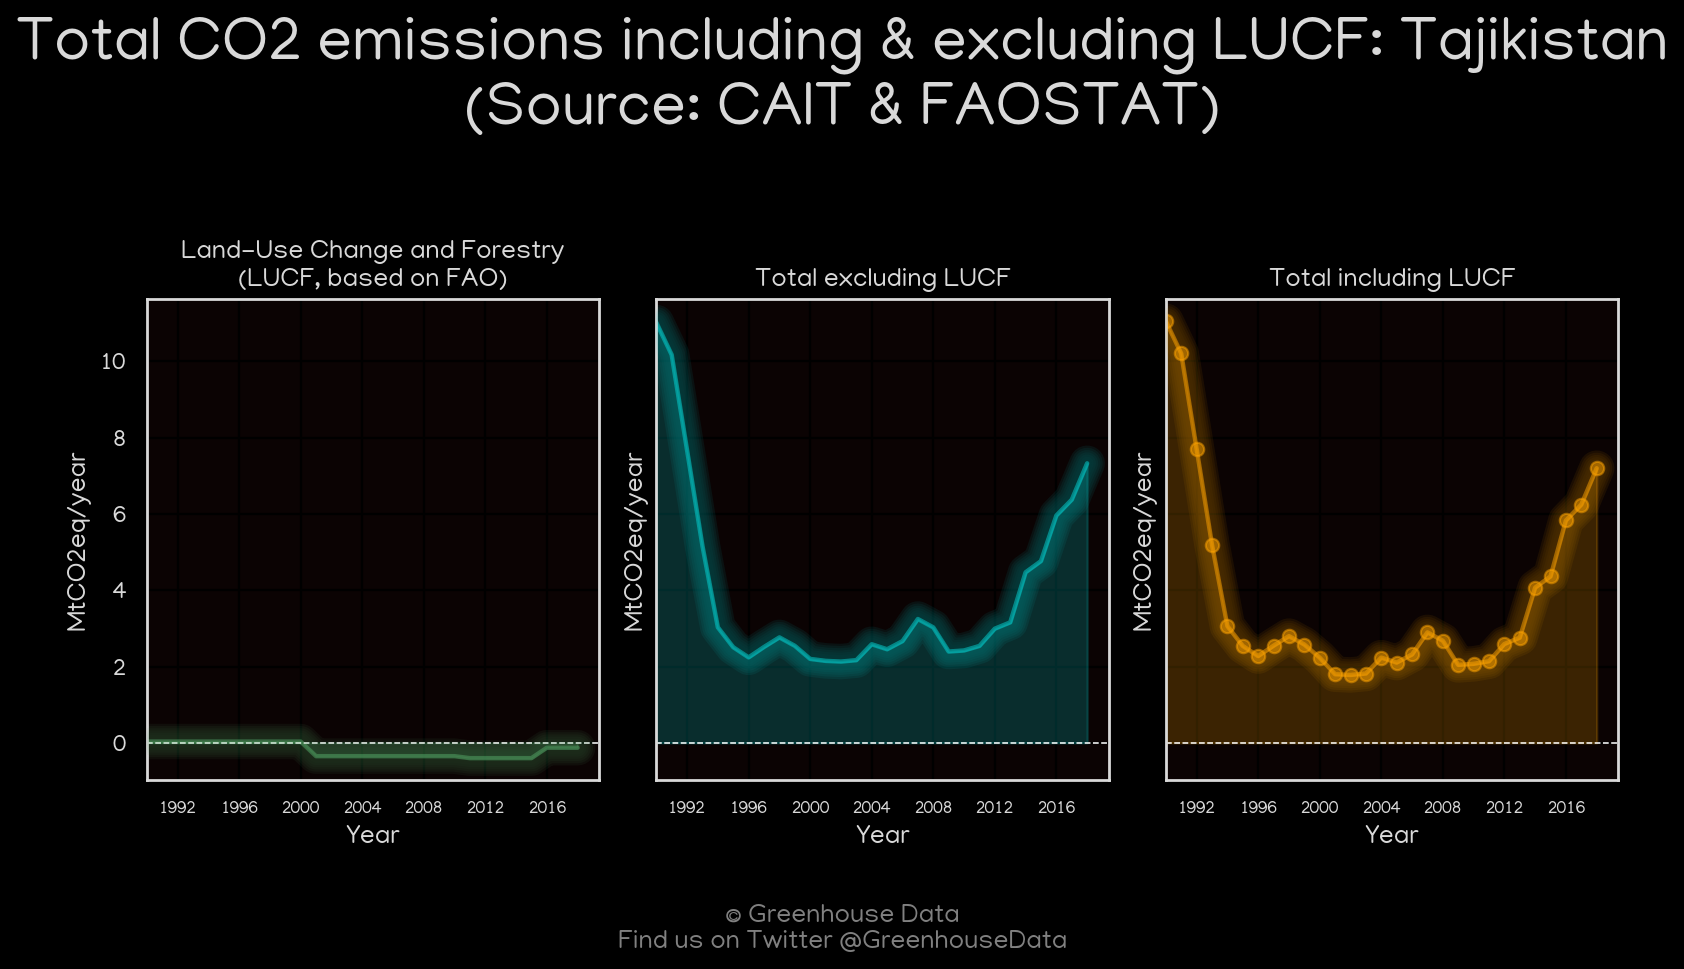 Total CO2 emissions including & excluding LUCF: Tajikistan
(Source: CAIT & FAOSTAT)
Land-Use Change and Forestry
(LUCF, based on FAO)
Total excluding LUCF
Total including LUCF
10
8
6
4
2
0
MtCO2eq/year
MtCO2eq/year
MtCO2eq/year
1992 1996 2000 2004 2008 2012 2016
1992 1996 2000 2004 2008 2012 2016
1992 1996 2000 2004 2008 2012 2016
Year
Year
Year
© Greenhouse Data
Find us on Twitter @GreenhouseData